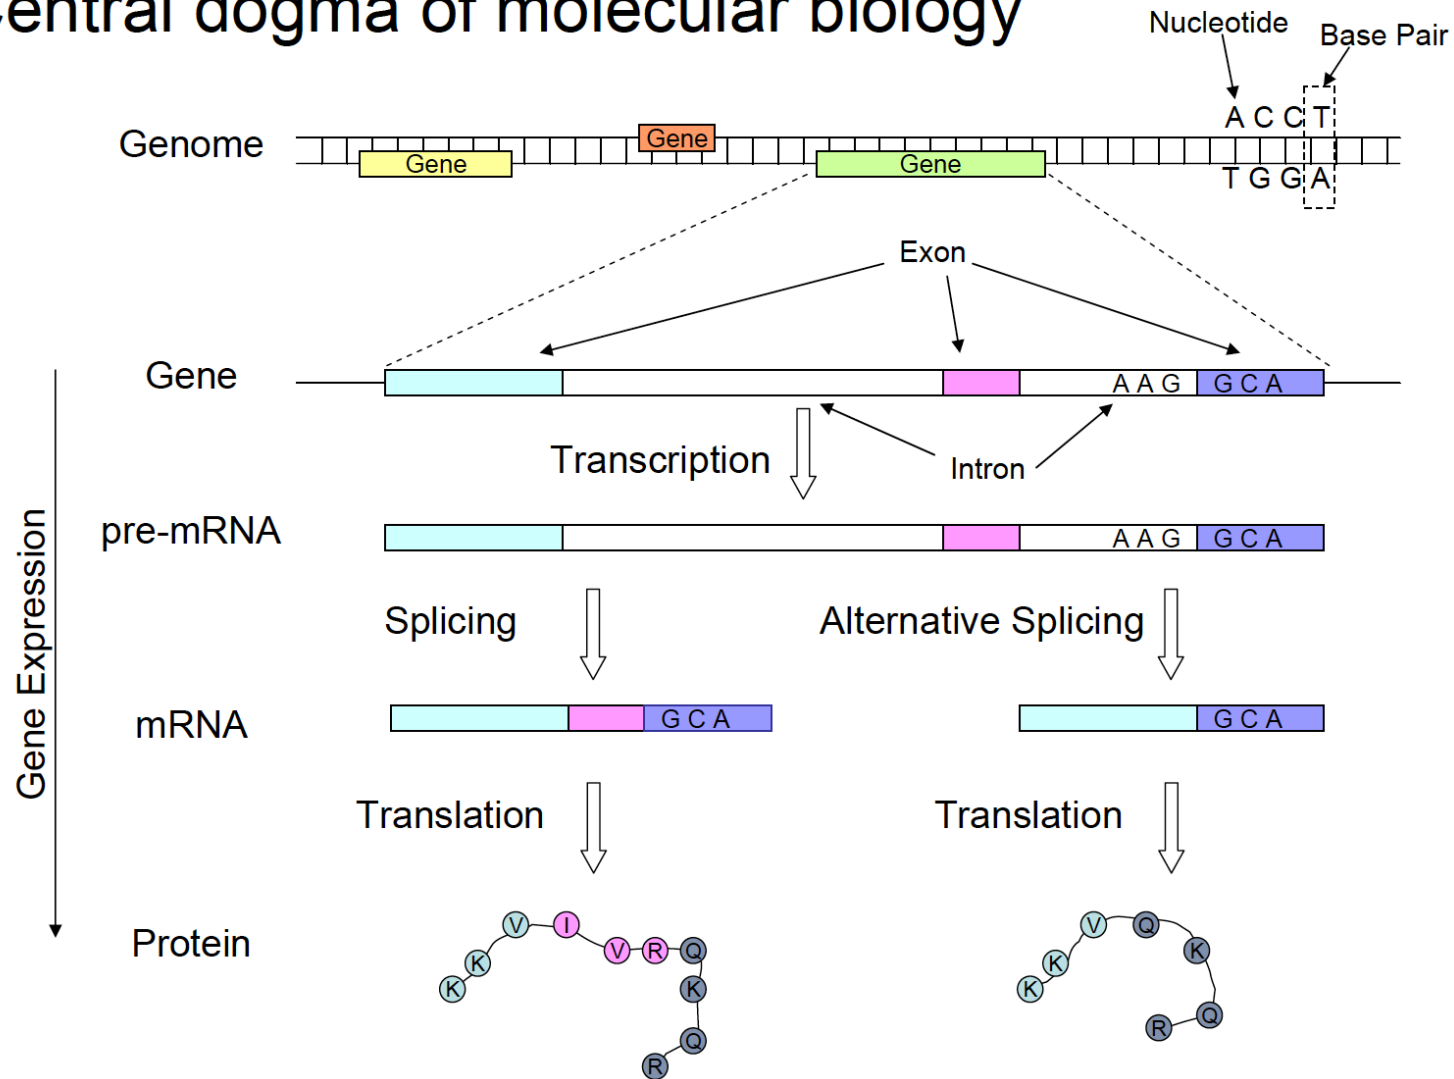 entral dogma of molecular biology
Nucleotide
Base Pair
A C C T
Genome
Gene
Gene
Gene
T G G A
Exon
Gene
A A G G C A
Transcription
Intron
pre-mRNA
A A G G C A
Gene Expression
Splicing
Alternative Splicing
mRNA
G C A
G C A
Translation
Translation
Protein
K K V I V R Q K Q R
K K V Q K Q R